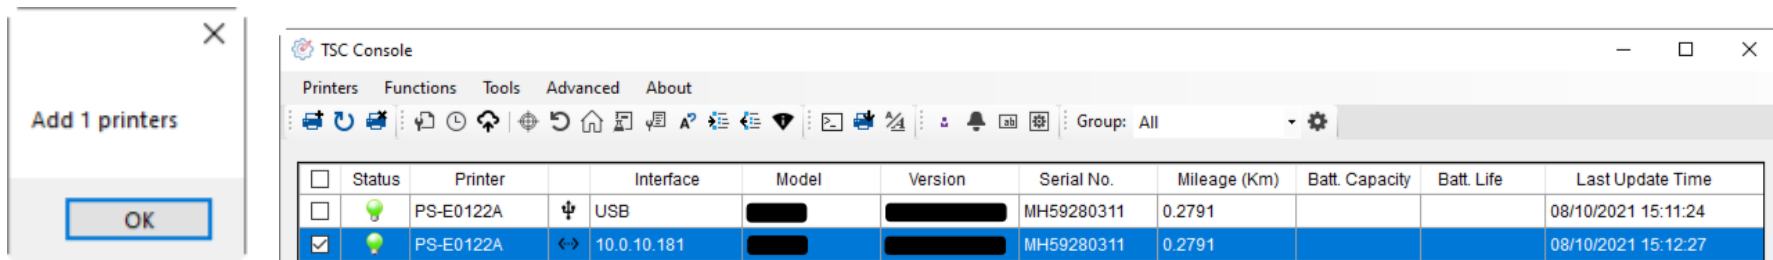 Add 1 printers
OK
TSC Console
Printers Functions Tools Advanced About
Group: All
Status Printer Interface Model Version Serial No. Mileage (Km) Batt. Capacity Batt. Life Last Update Time
PS-E0122A USB MH59280311 0.2791 08/10/2021 15:11:24
PS-E0122A 10.0.10.181 MH59280311 0.2791 08/10/2021 15:12:27